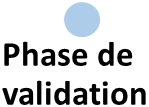 Phase de
validation